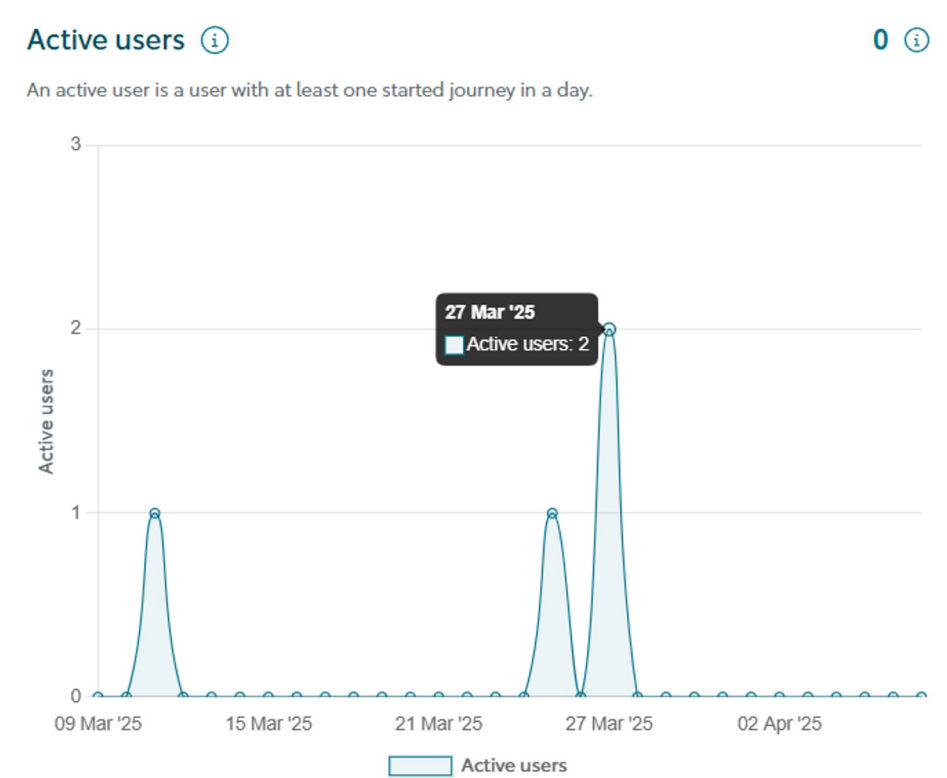 Active users
0
An active user is a user with at least one started journey in a day.
3
27 Mar '25
Active users: 2
2
Active users
1
0
09 Mar '25 15 Mar '25 21 Mar '25 27 Mar '25 02 Apr '25
Active users